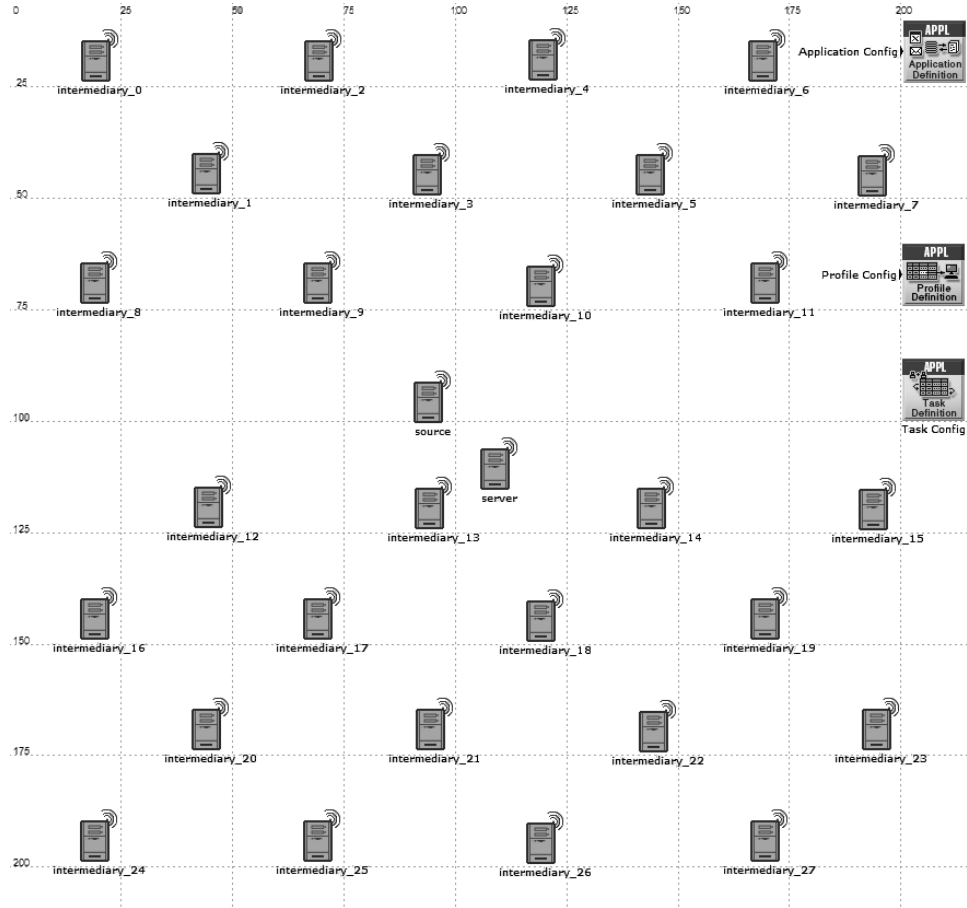 0 25 50 75 100 125 150 175 200
APPL
Application Config
Application
Definition
25
intermediary_0 intermediary_2 intermediary_4 intermediary_6
50
intermediary_1 intermediary_3 intermediary_5 intermediary_7
APPL
Profile Config
Profile
Definition
75
intermediary_8 intermediary_9 intermediary_10 intermediary_11
APPL
Task
Definition
Task Config
100
source
server
125
intermediary_12 intermediary_13 intermediary_14 intermediary_15
150
intermediary_16 intermediary_17 intermediary_18 intermediary_19
175
intermediary_20 intermediary_21 intermediary_22 intermediary_23
200
intermediary_24 intermediary_25 intermediary_26 intermediary_27